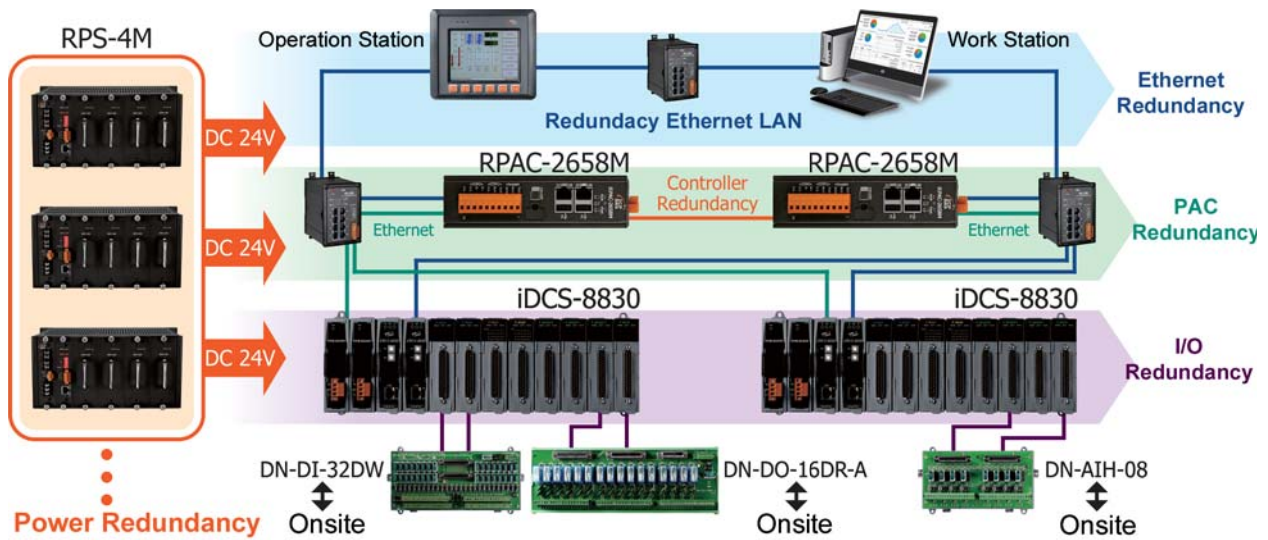 RPS-4M
Operation Station
Work Station
Ethernet
Redundancy
DC 24V
Redundacy Ethernet LAN
RPAC-2658M
RPAC-2658M
Controller
Redundancy
PAC
Redundancy
DC 24V
Ethernet
Ethernet
iDCS-8830
iDCS-8830
DC 24V
I/O
Redundancy
DN-DI-32DW
DN-DO-16DR-A
DN-AIH-08
Onsite
Onsite
Onsite
Power Redundancy